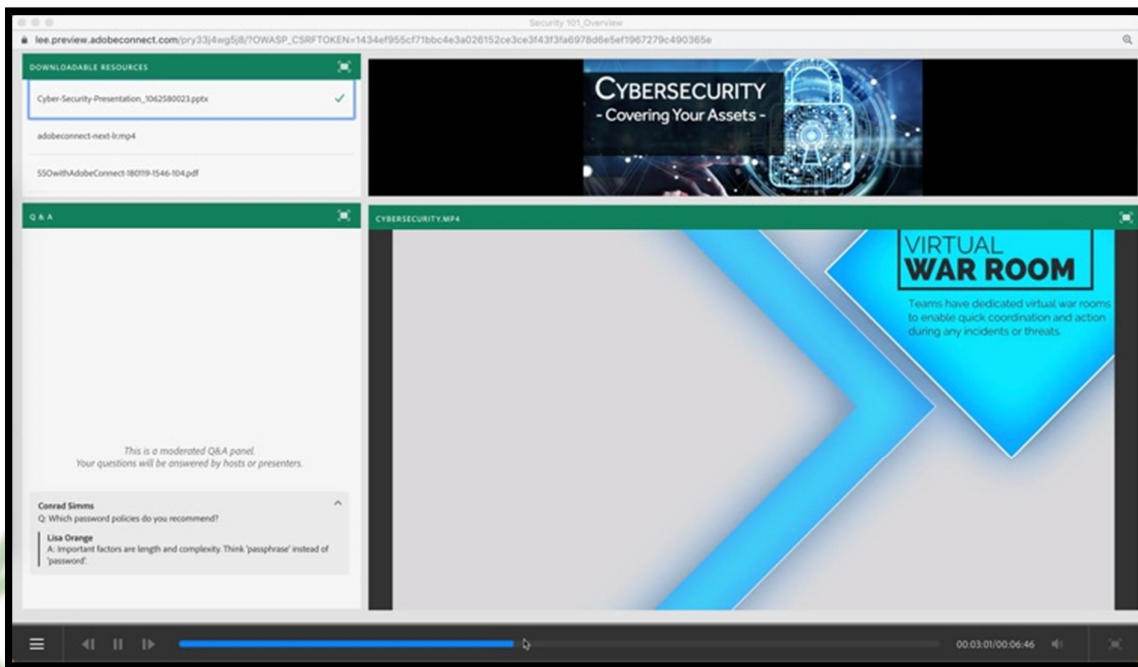 Security 101_Overview
lee.preview.adobeconnect.com/pry33j4wg5j8/?OWASP_CSRFTOKEN=1434ef955cf71bbc4e3a026152ce3ce3f43f3fa6978d6e5ef1967279c490365e
DOWNLOADABLE RESOURCES
Cyber-Security-Presentation_1062580023.pptx
adobeconnect-next-lr.mp4
SSOwithAdobeConnect-180119-1546-104.pdf
CYBERSECURITY
- Covering Your Assets -
Q & A
This is a moderated Q&A panel.
Your questions will be answered by hosts or presenters.
Conrad Simms
Q: Which password policies do you recommend?
Lisa Orange
A: Important factors are length and complexity. Think 'passphrase' instead of
'password'.
CYBERSECURITY.MP4
VIRTUAL
WAR ROOM
Teams have dedicated virtual war rooms
to enable quick coordination and action
during any incidents or threats.
00:03:01/00:06:46